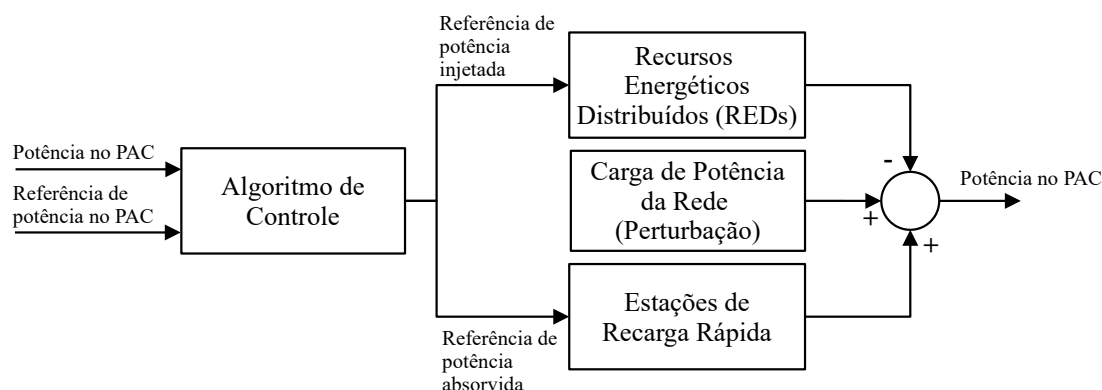 Referência de
potência
injetada
Recursos
Energéticos
Distribuídos (REDs)
-
Potência no PAC
Referência de
potência no PAC
Algoritmo de
Controle
Carga de Potência
da Rede
(Perturbação)
+
Potência no PAC
+
Estações de
Recarga Rápida
Referência de
potência
absorvida